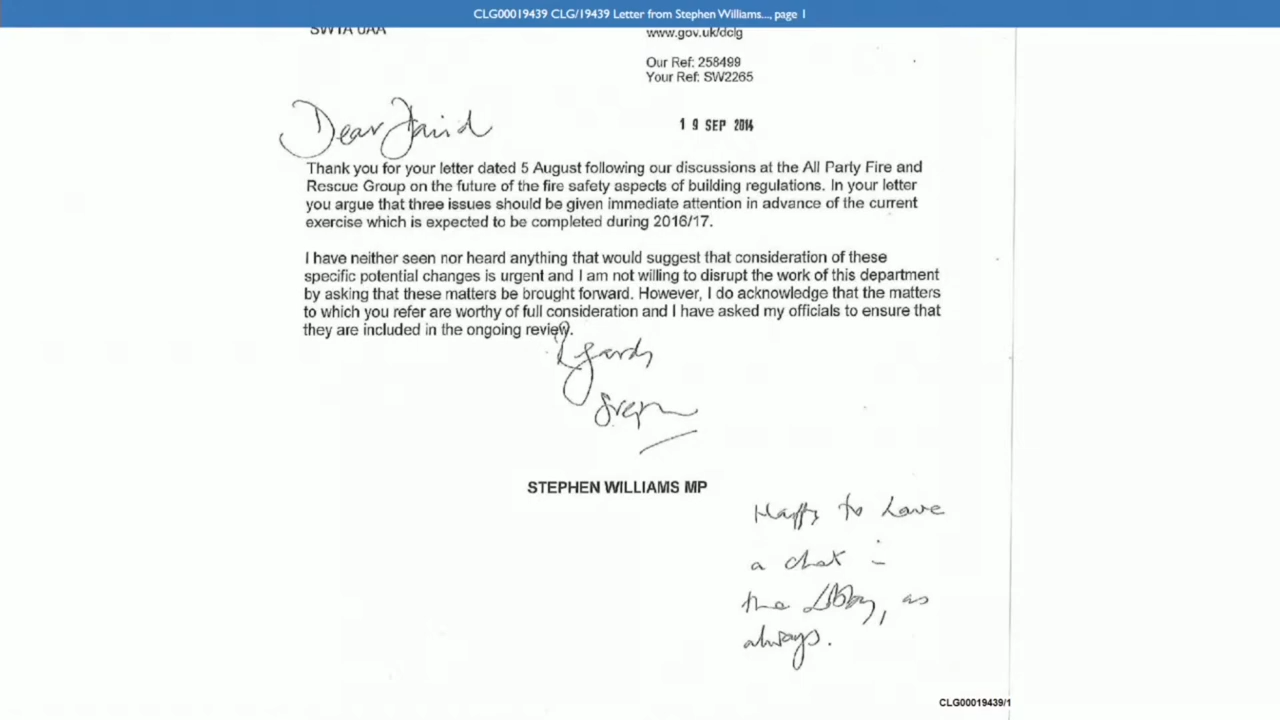 CLG00019439 CLG/19439 Letter from Stephen Williams..., page 1
www.gov.uk/dclg
Our Ref: 258499
Your Ref: SW2265
19 SEP 2014
Dear David
Thank you for your letter dated 5 August following our discussions at the All Party Fire and
Rescue Group on the future of the fire safety aspects of building regulations. In your letter
you argue that three issues should be given immediate attention in advance of the current
exercise which is expected to be completed during 2016/17.
I have neither seen nor heard anything that would suggest that consideration of these
specific potential changes is urgent and I am not willing to disrupt the work of this department
by asking that these matters be brought forward. However, I do acknowledge that the matters
to which you refer are worthy of full consideration and I have asked my officials to ensure that
they are included in the ongoing review.
Regards
Stephen
STEPHEN WILLIAMS MP
Happy to have
a chat in
the Lobby, as
always.
CLG00019439/1